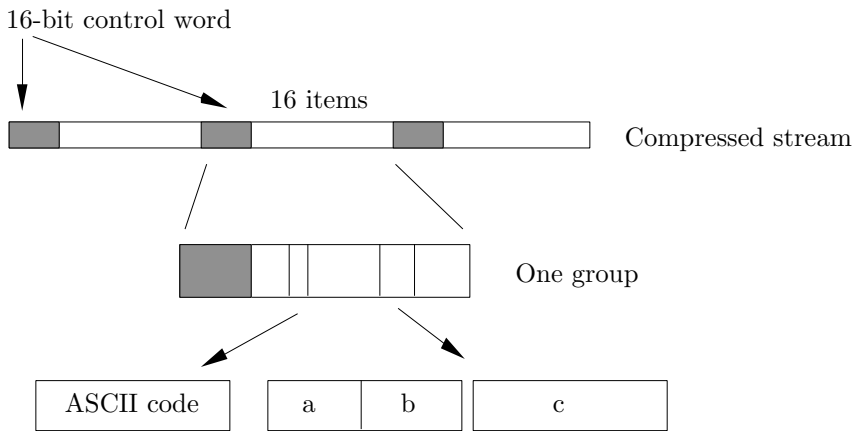 16-bit control word
16 items
Compressed stream
One group
ASCII code
a
b
c